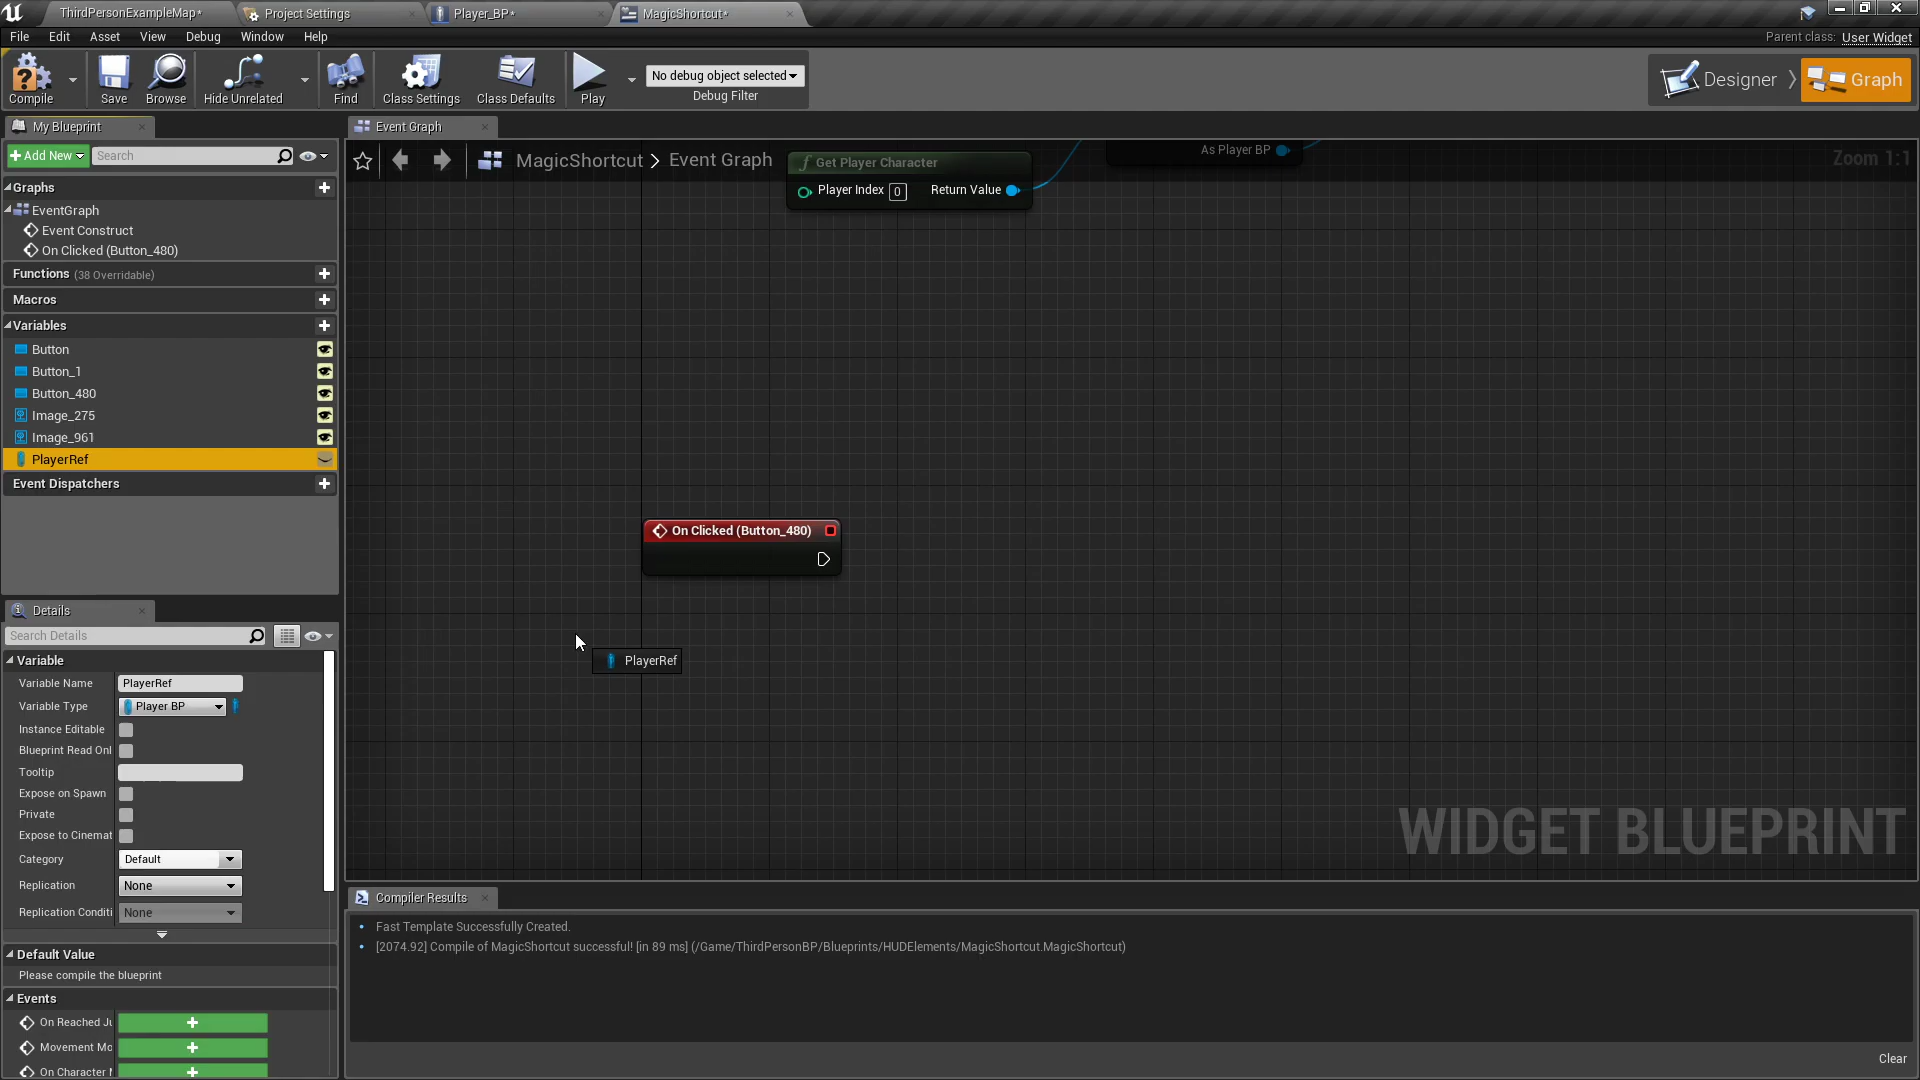 ThirdPersonExampleMap*
Project Settings
Player_BP*
MagicShortcut*
File Edit Asset View Debug Window Help
Parent class: User Widget
Compile
Save
Browse
Hide Unrelated
Find
Class Settings
Class Defaults
Play
No debug object selected
Debug Filter
Designer
Graph
My Blueprint
Event Graph
Add New
Search
MagicShortcut > Event Graph
Zoom 1:1
Graphs
EventGraph
Event Construct
On Clicked (Button_480)
Functions (38 Overridable)
Macros
Variables
Button
Button_1
Button_480
Image_275
Image_961
PlayerRef
Event Dispatchers
Get Player Character
Player Index 0
Return Value
As Player BP
On Clicked (Button_480)
PlayerRef
WIDGET BLUEPRINT
Details
Search Details
Variable
Variable Name PlayerRef
Variable Type Player BP
Instance Editable
Blueprint Read Onl
Tooltip
Expose on Spawn
Private
Expose to Cinemat
Category Default
Replication None
Replication Conditi None
Default Value
Please compile the blueprint
Events
On Reached Ju
Movement Mo
On Character M
Compiler Results
Fast Template Successfully Created.
[2074.92] Compile of MagicShortcut successful! [in 89 ms] (/Game/ThirdPersonBP/Blueprints/HUDElements/MagicShortcut.MagicShortcut)
Clear